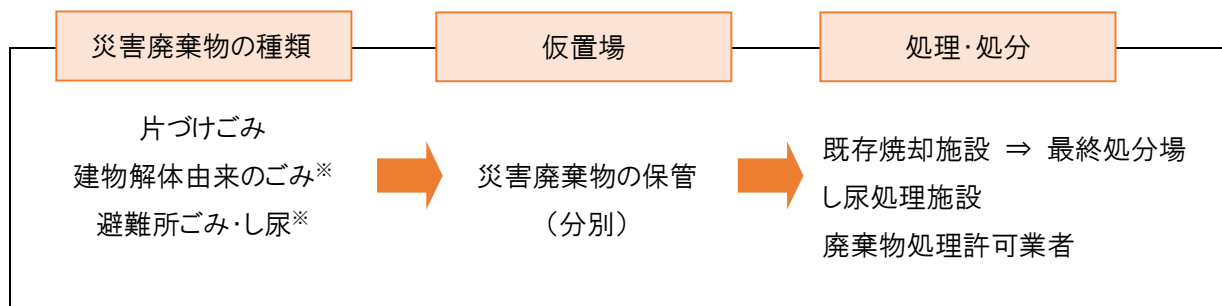 災害廃棄物の種類
仮置場
処理・処分
片づけごみ
建物解体由来のごみ※
避難所ごみ・し尿※
災害廃棄物の保管
（分別）
既存焼却施設 ⇒ 最終処分場
し尿処理施設
廃棄物処理許可業者